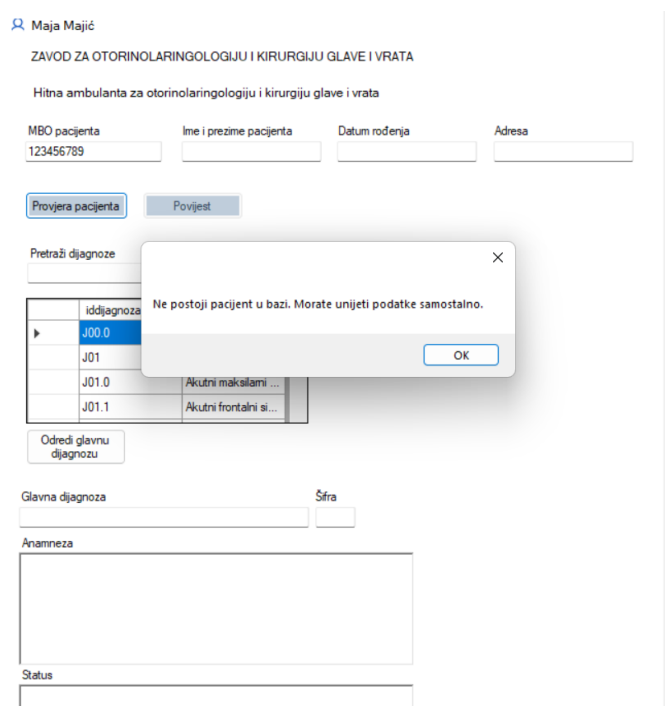 Maja Majić
ZAVOD ZA OTORINOLARINGOLOGIJU I KIRURGIJU GLAVE I VRATA
Hitna ambulanta za otorinolaringologiju i kirurgiju glave i vrata
MBO pacijenta Ime i prezime pacijenta Datum rođenja Adresa
123456789
Provjera pacijenta Povijest
Pretraži dijagnoze
Ne postoji pacijent u bazi. Morate unijeti podatke samostalno.
OK
iddijagnoza
J00.0
J01
J01.0 Akutni maksilarni ...
J01.1 Akutni frontalni si...
Odredi glavnu
dijagnozu
Glavna dijagnoza Šifra
Anamneza
Status